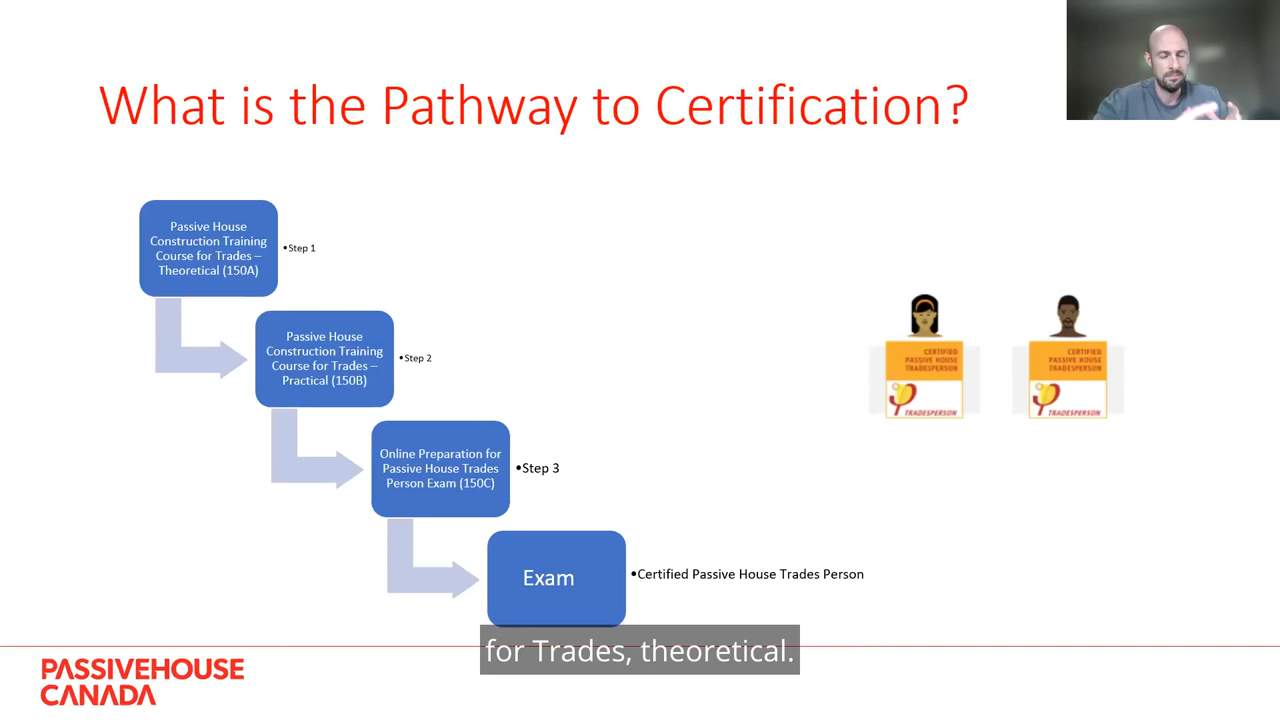 What is the Pathway to Certification?
Passive House
Construction Training
Course for Trades –
Theoretical (150A)
•Step 1
Passive House
Construction Training
Course for Trades –
Practical (150B)
•Step 2
Online Preparation for
Passive House Trades
Person Exam (150C)
•Step 3
Exam
•Certified Passive House Trades Person
CERTIFIED
PASSIVE HOUSE
TRADESPERSON
TRADESPERSON
CERTIFIED
PASSIVE HOUSE
TRADESPERSON
TRADESPERSON
for Trades, theoretical.
PASSIVEHOUSE
CANADA